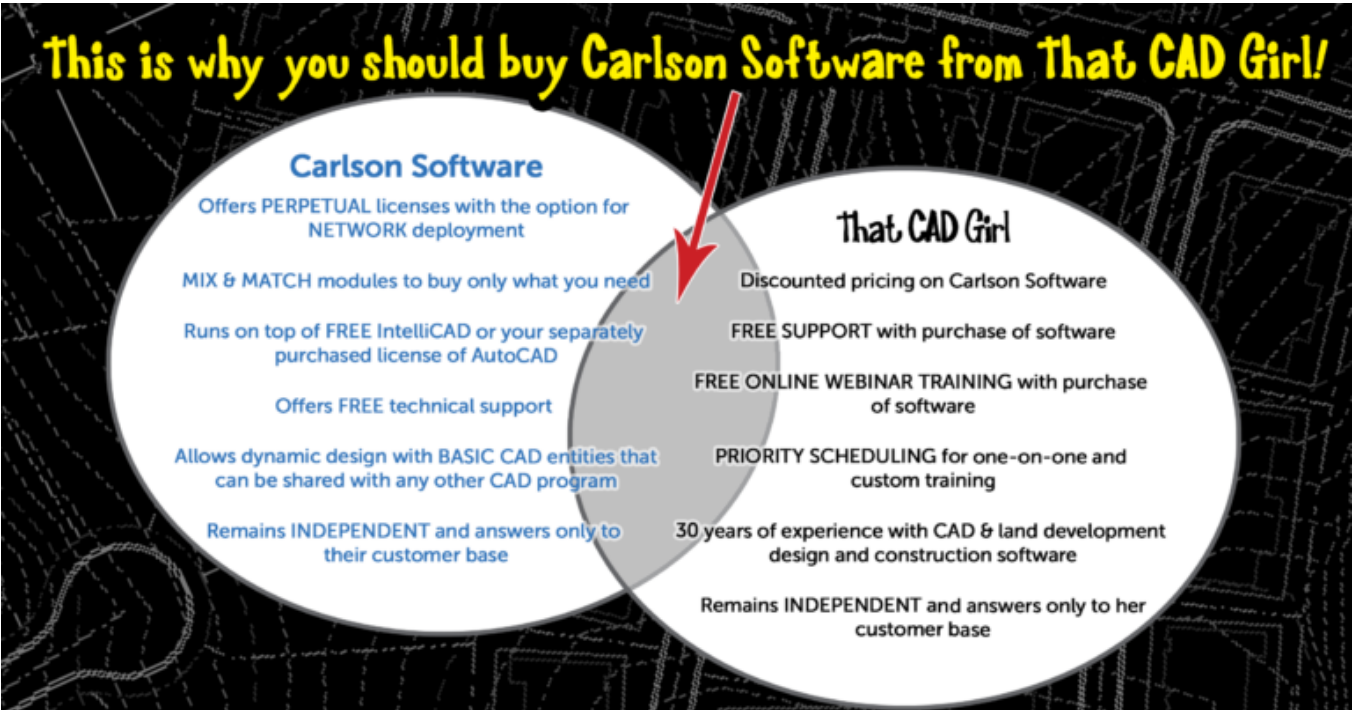 This is why you should buy Carlson Software from That CAD Girl!
Carlson Software
Offers PERPETUAL licenses with the option for
NETWORK deployment
MIX & MATCH modules to buy only what you need
Runs on top of FREE IntelliCAD or your separately
purchased license of AutoCAD
Offers FREE technical support
Allows dynamic design with BASIC CAD entities that
can be shared with any other CAD program
Remains INDEPENDENT and answers only to
their customer base
That CAD Girl
Discounted pricing on Carlson Software
FREE SUPPORT with purchase of software
FREE ONLINE WEBINAR TRAINING with purchase
of software
PRIORITY SCHEDULING for one-on-one and
custom training
30 years of experience with CAD & land development
design and construction software
Remains INDEPENDENT and answers only to her
customer base